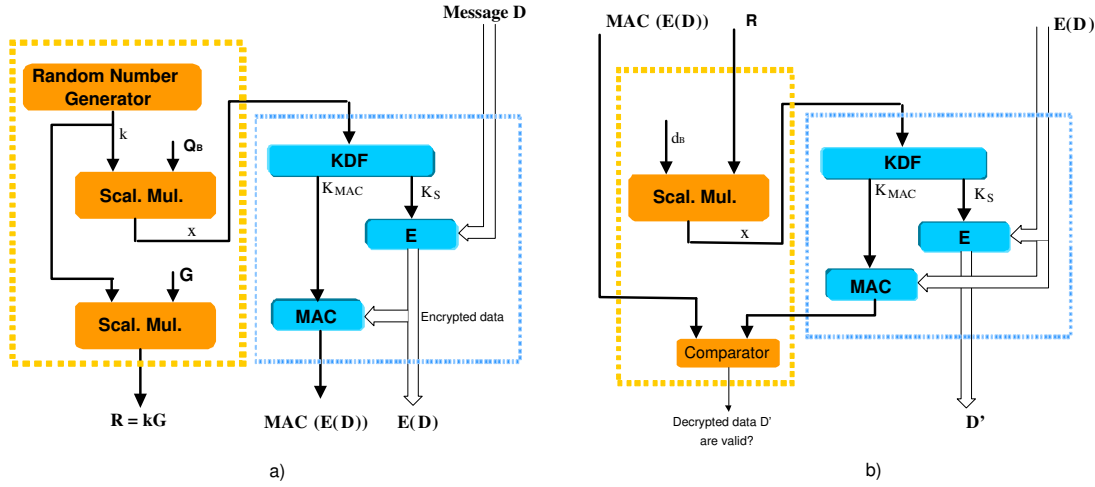 Message D
Random Number
Generator
k
QB
Scal. Mul.
x
G
Scal. Mul.
R = kG
KDF
KMAC
KS
E
MAC
Encrypted data
MAC (E(D))
E(D)
a)
MAC (E(D))
R
E(D)
dB
Scal. Mul.
x
KDF
KMAC
KS
E
MAC
Comparator
Decrypted data D'
are valid?
D'
b)